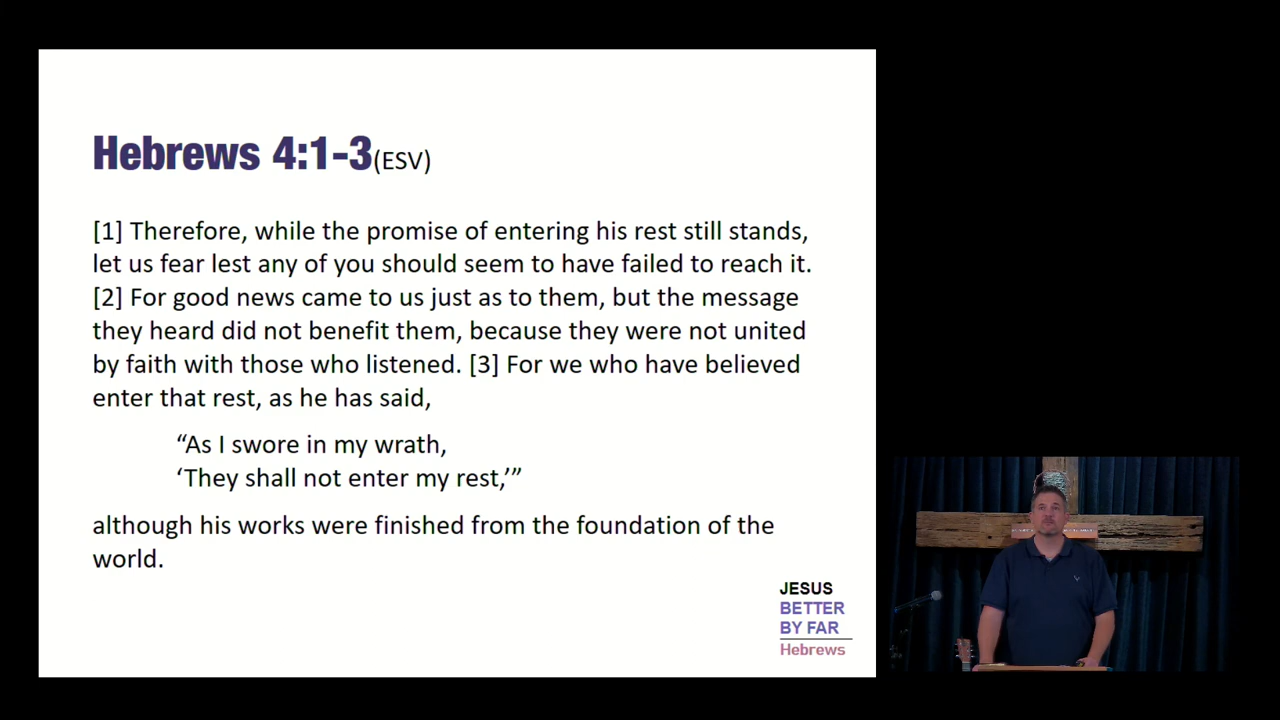 Hebrews 4:1-3(ESV)
[1] Therefore, while the promise of entering his rest still stands,
let us fear lest any of you should seem to have failed to reach it.
[2] For good news came to us just as to them, but the message
they heard did not benefit them, because they were not united
by faith with those who listened. [3] For we who have believed
enter that rest, as he has said,
“As I swore in my wrath,
‘They shall not enter my rest,’”
although his works were finished from the foundation of the
world.
JESUS
BETTER
BY FAR
Hebrews